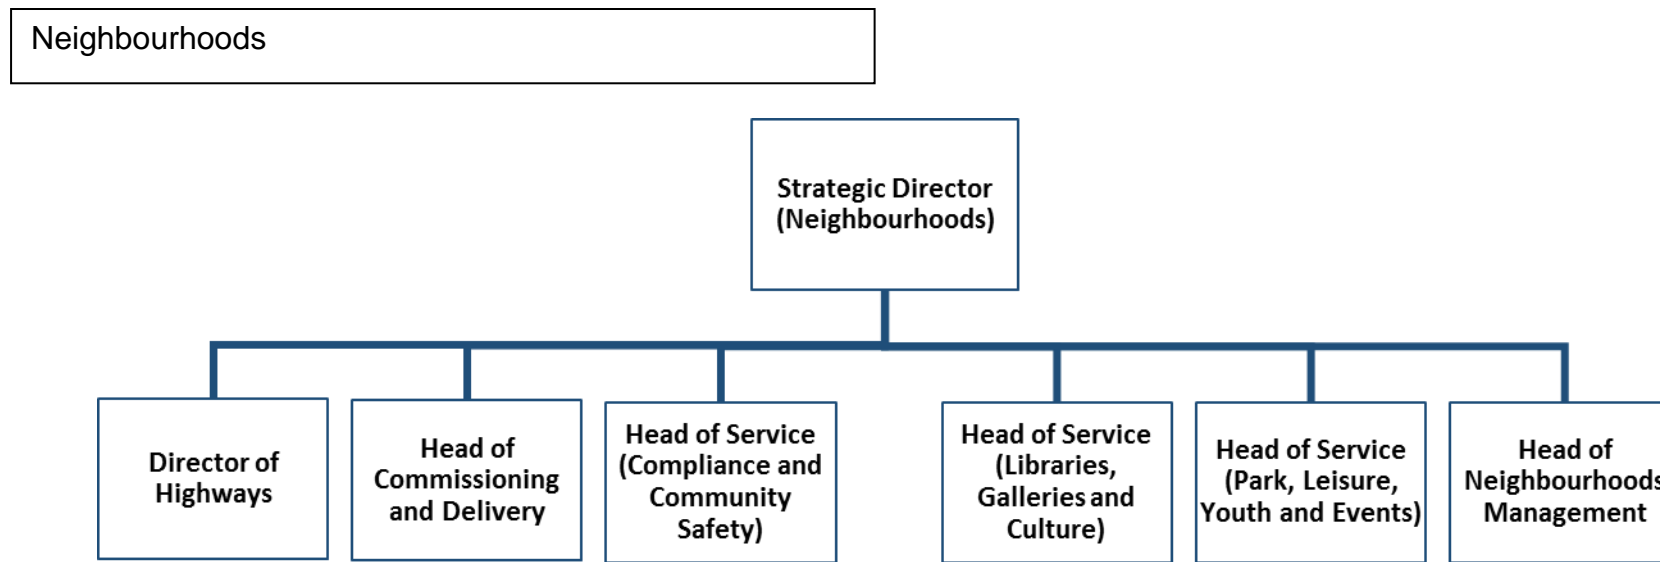 Neighbourhoods
Strategic Director
(Neighbourhoods)
Director of
Highways
Head of
Commissioning
and Delivery
Head of Service
(Compliance and
Community
Safety)
Head of Service
(Libraries,
Galleries and
Culture)
Head of Service
(Park, Leisure,
Youth and Events)
Head of
Neighbourhoods
Management